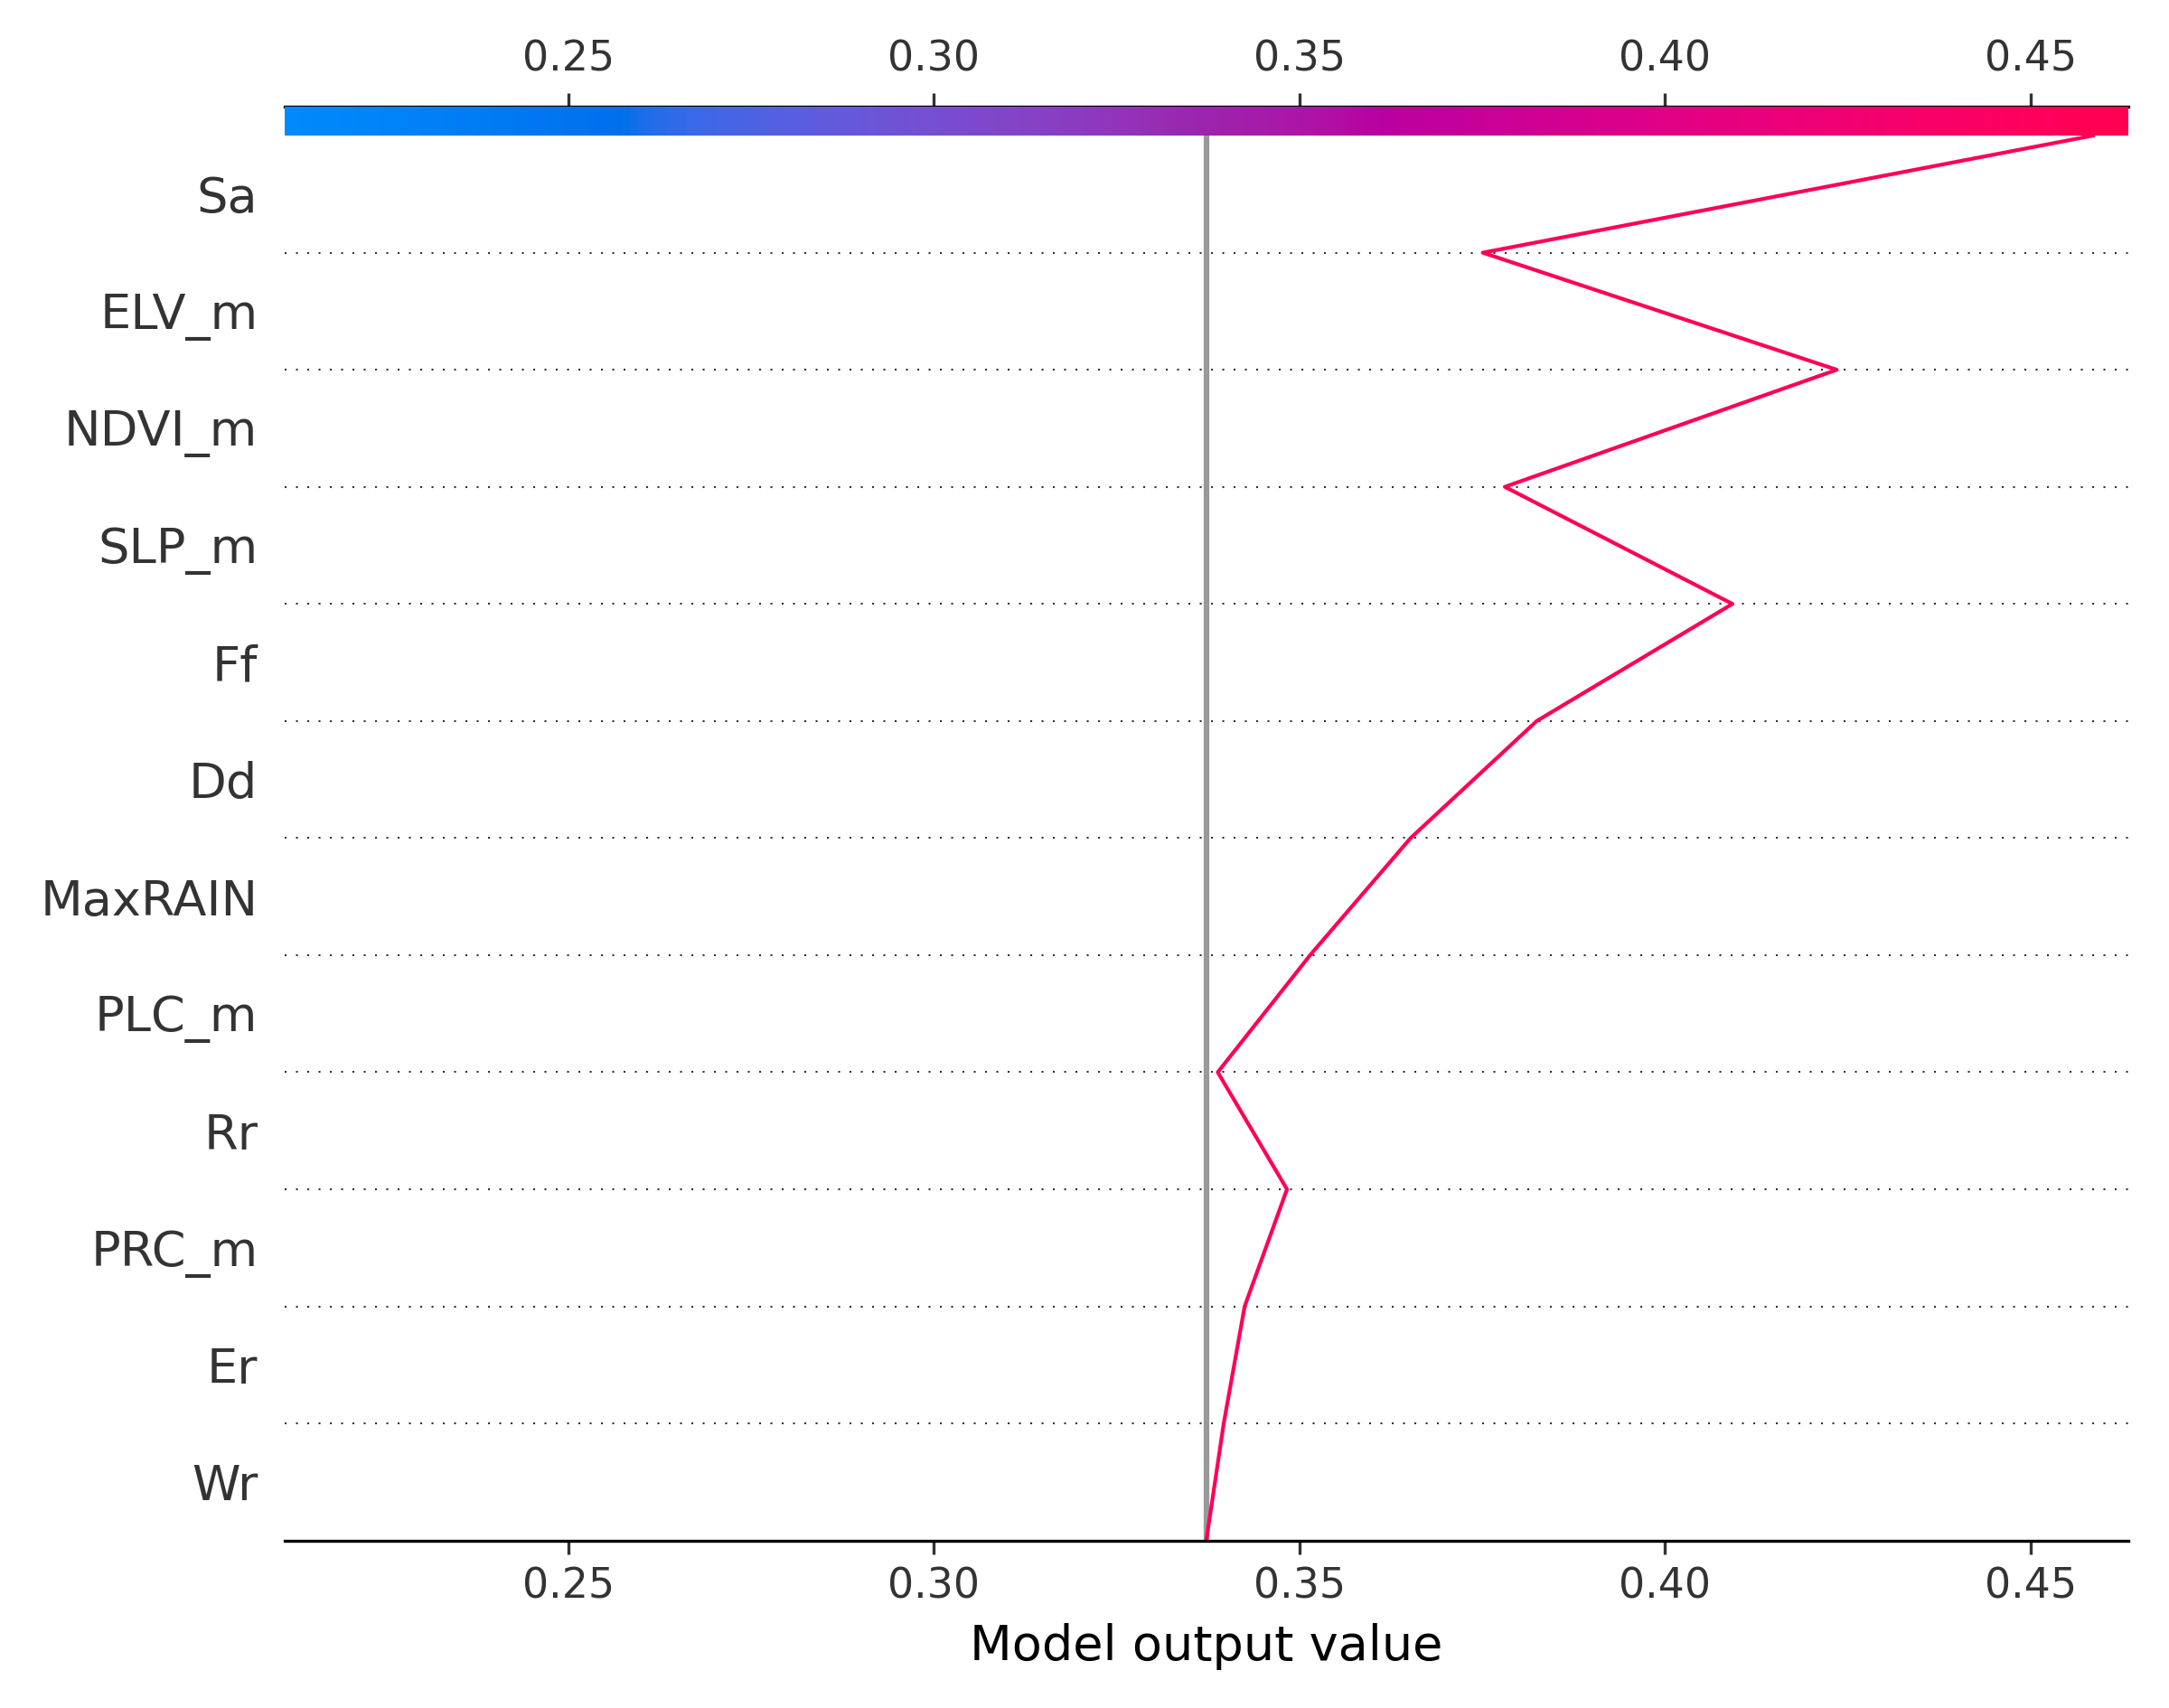 0.25 0.30 0.35 0.40 0.45
Sa
ELV_m
NDVI_m
SLP_m
Ff
Dd
MaxRAIN
PLC_m
Rr
PRC_m
Er
Wr
0.25 0.30 0.35 0.40 0.45
Model output value